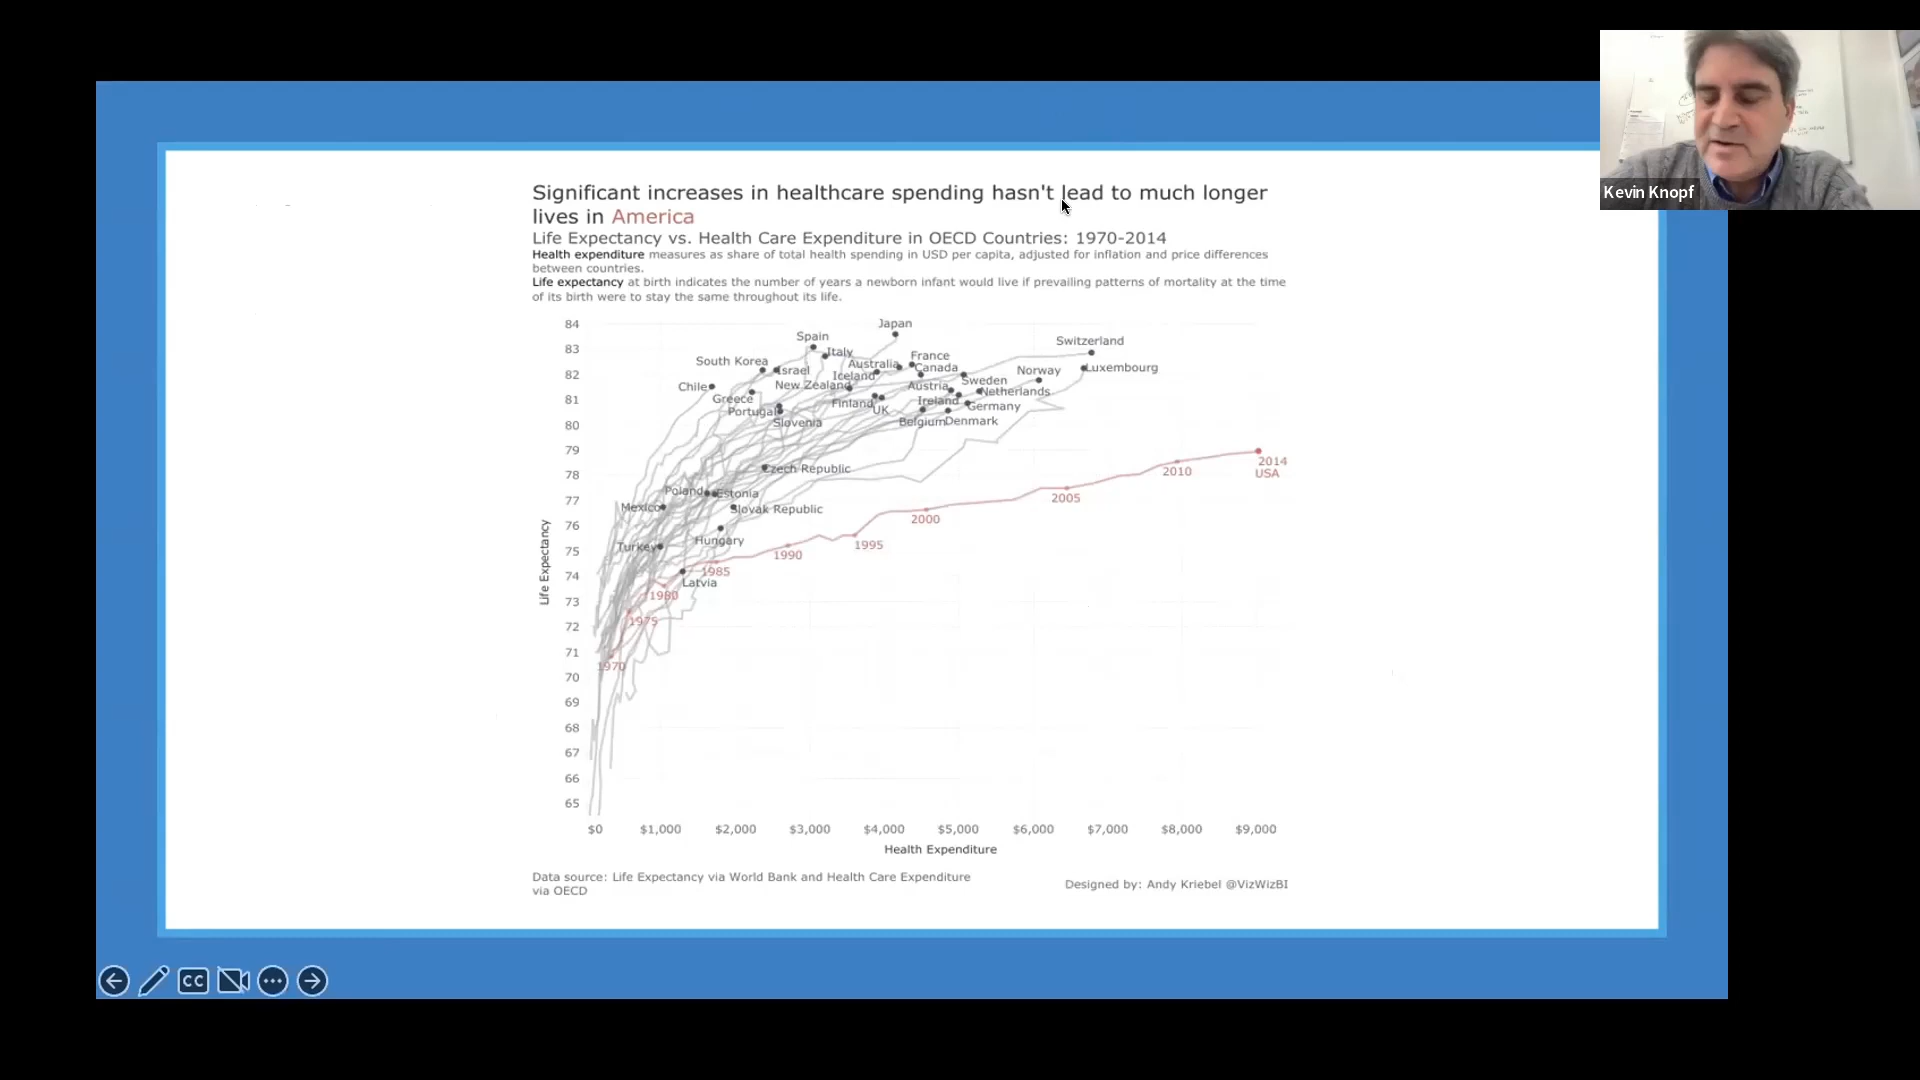 Significant increases in healthcare spending hasn't lead to much longer
lives in America
Life Expectancy vs. Health Care Expenditure in OECD Countries: 1970-2014
Health expenditure measures as share of total health spending in USD per capita, adjusted for inflation and price differences
between countries.
Life expectancy at birth indicates the number of years a newborn infant would live if prevailing patterns of mortality at the time
of its birth were to stay the same throughout its life.
Kevin Knopf
Life Expectancy
84
83
82
81
80
79
78
77
76
75
74
73
72
71
70
69
68
67
66
65
Japan
Spain
Italy
Switzerland
South Korea
Israel
Australia
France
Canada
Iceland
Norway
Luxembourg
Chile
New Zealand
Austria
Sweden
Netherlands
Greece
Portugal
Finland
UK
Ireland
Germany
Slovenia
Belgium
Denmark
Czech Republic
Poland
Estonia
Mexico
Slovak Republic
Turkey
Hungary
Latvia
1970
1975
1980
1985
1990
1995
2000
2005
2010
2014
USA
$0 $1,000 $2,000 $3,000 $4,000 $5,000 $6,000 $7,000 $8,000 $9,000
Health Expenditure
Data source: Life Expectancy via World Bank and Health Care Expenditure
via OECD
Designed by: Andy Kriebel @VizWizBI
CC